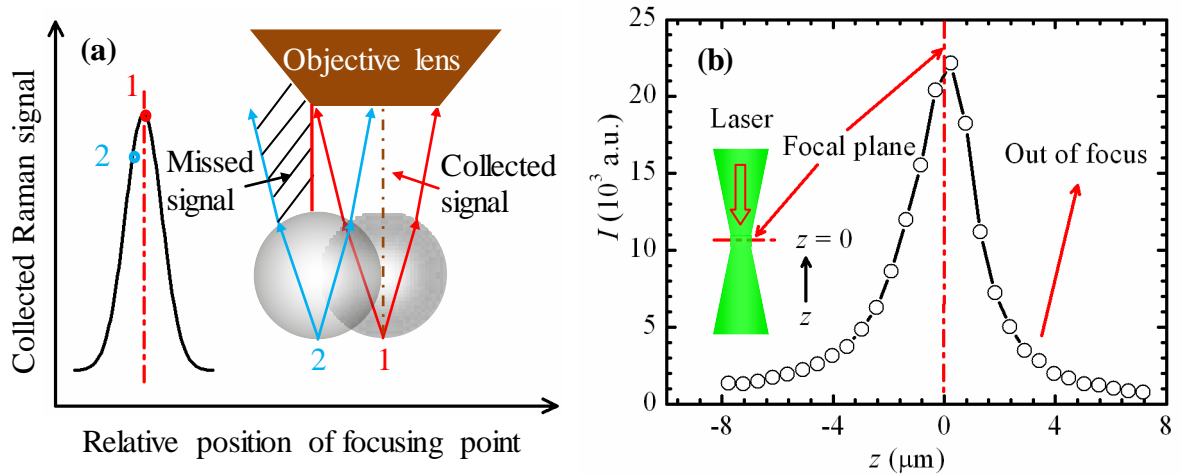 (a)
Objective lens
1
2
Missed
signal
Collected
signal
2
1
Collected Raman signal
Relative position of focusing point
(b)
25
20
15
10
5
0
I (10³ a.u.)
Laser
Focal plane
Out of focus
z = 0
z
-8
-4
0
4
8
z (μm)